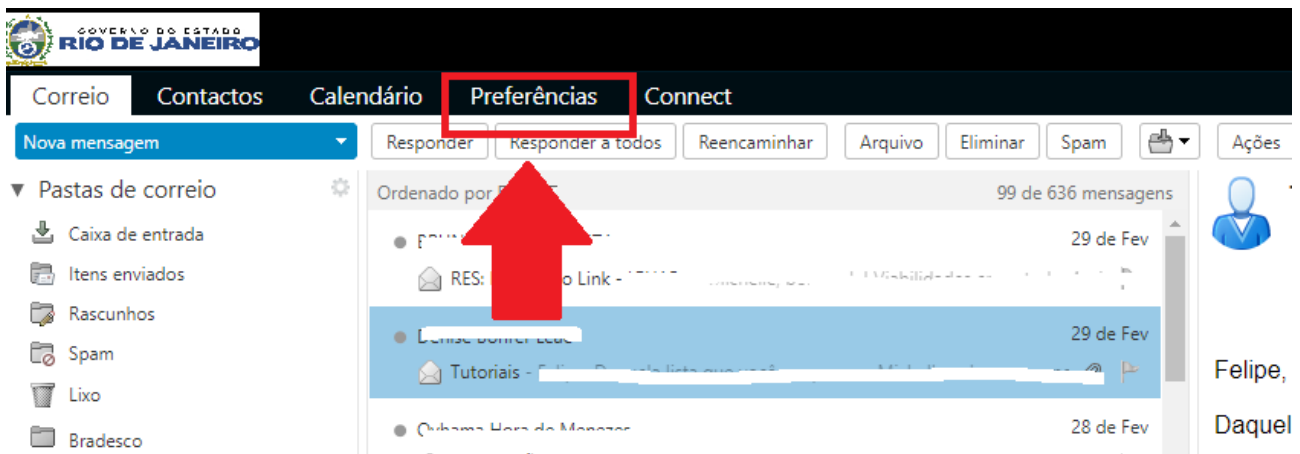 GOVERNO DO ESTADO
RIO DE JANEIRO
Correio Contactos Calendário Preferências Connect
Nova mensagem Responder Responder a todos Reencaminhar Arquivo Eliminar Spam Ações
Pastas de correio Ordenado por 99 de 636 mensagens
Caixa de entrada 29 de Fev
Itens enviados RES: o Link -
Rascunhos
Spam 29 de Fev
Tutoriais - Felipe,
Lixo
Bradesco 28 de Fev Daquel